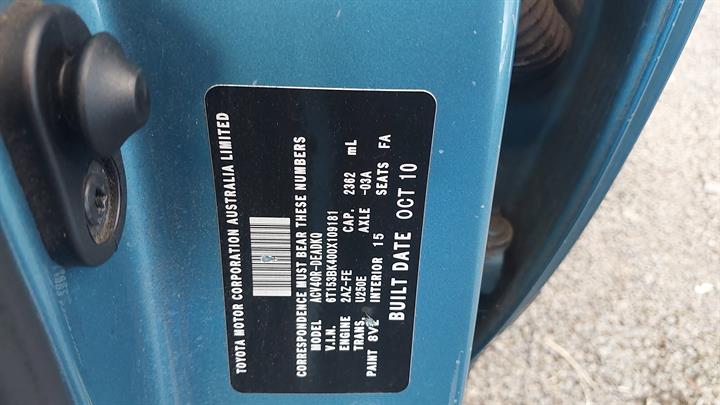 TOYOTA MOTOR CORPORATION AUSTRALIA LIMITED
CORRESPONDENCE MUST BEAR THESE NUMBERS
MODEL ACV40R-DEADKQ
V.I.N. 6T153BK400X109181
ENGINE 2AZ-FE CAP. 2362 mL
TRANS. U250E AXLE -03A
PAINT INTERIOR 15 SEATS FA
BUILT DATE OCT 10